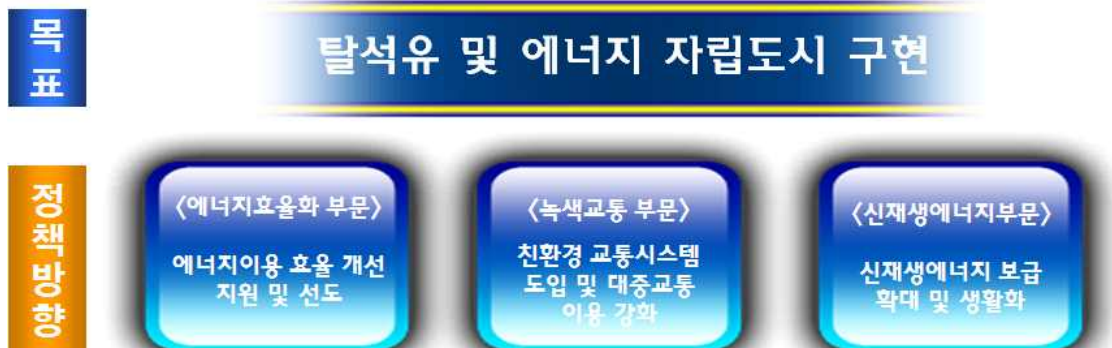 목표
탈석유 및 에너지 자립도시 구현
정책방향
<에너지효율화 부문>
에너지이용 효율 개선
지원 및 선도
<녹색교통 부문>
친환경 교통시스템
도입 및 대중교통
이용 강화
<신재생에너지부문>
신재생에너지 보급
확대 및 생활화